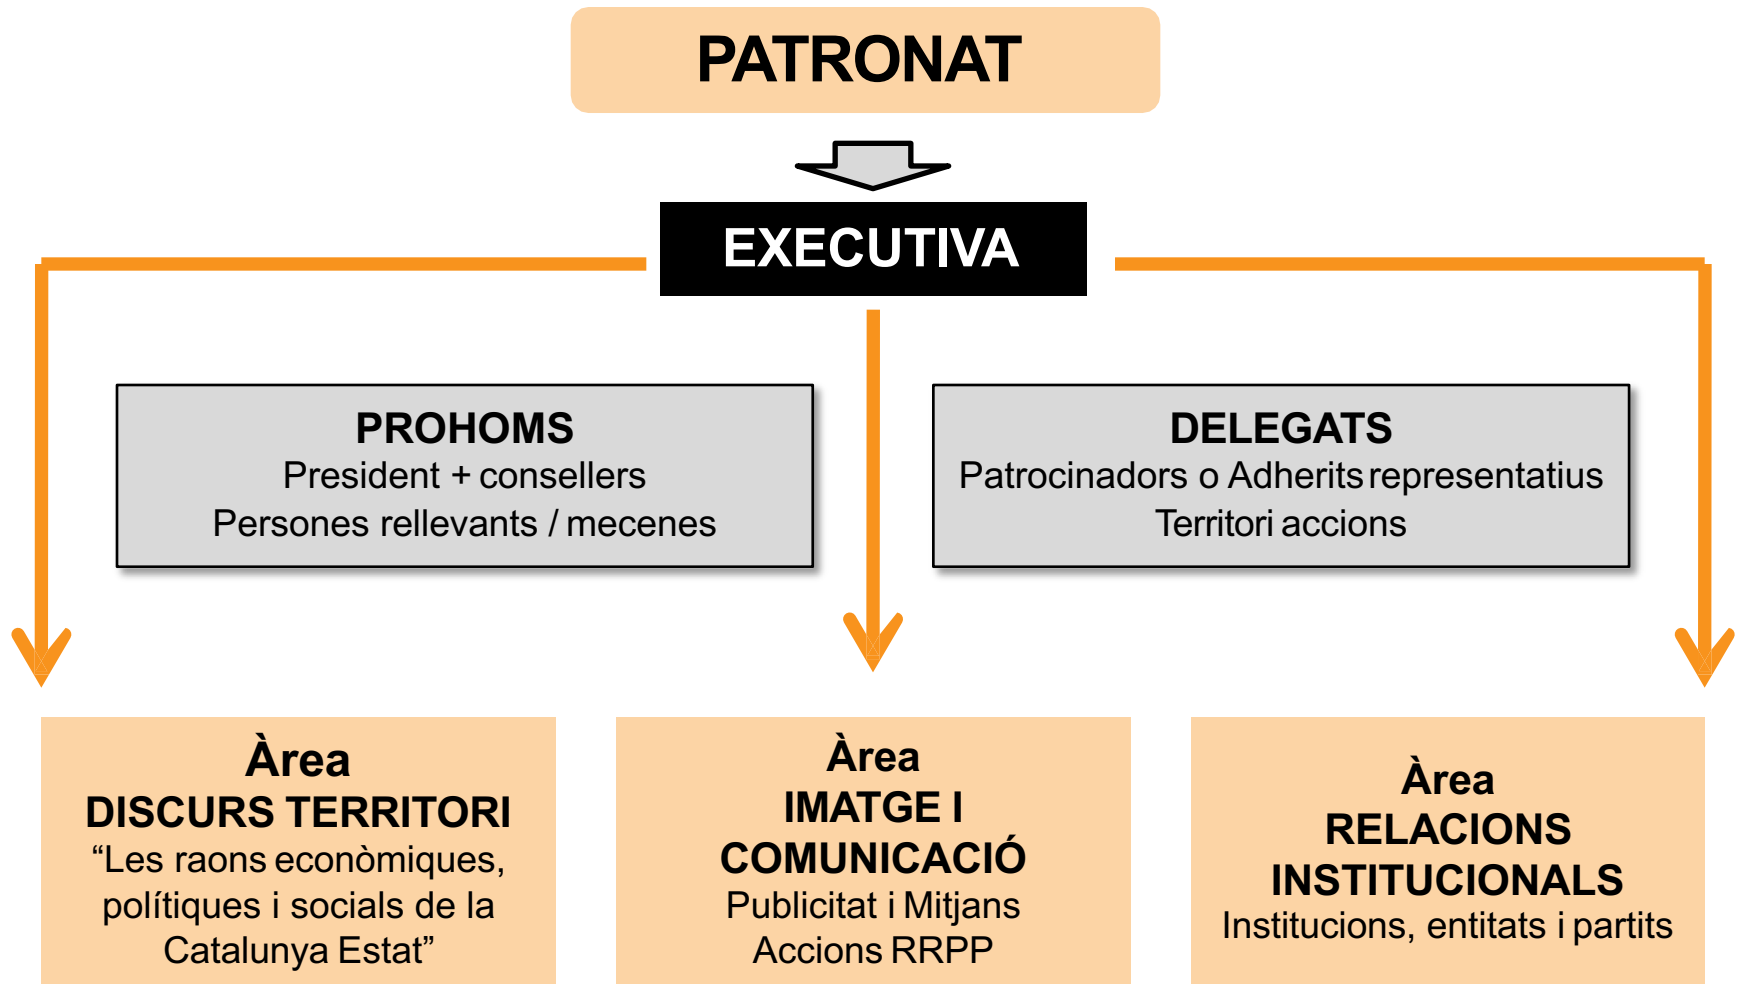 PATRONAT
EXECUTIVA
PROHOMS
President + consellers
Persones rellevants / mecenes
DELEGATS
Patrocinadors o Adherits representatius
Territori accions
Àrea
DISCURS TERRITORI
“Les raons econòmiques,
polítiques i socials de la
Catalunya Estat”
Àrea
IMATGE I
COMUNICACIÓ
Publicitat i Mitjans
Accions RRPP
Àrea
RELACIONS
INSTITUCIONALS
Institucions, entitats i partits